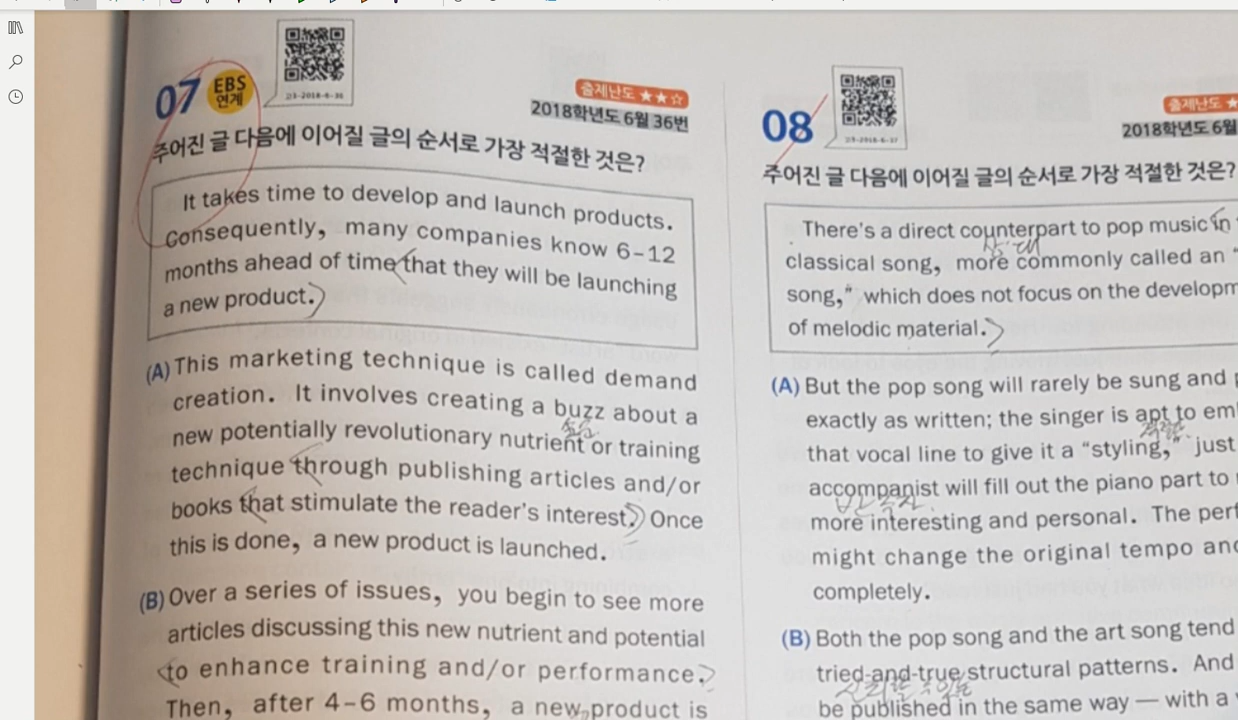 07 EBS 연계
출제난도 ★★☆
2018학년도 6월 36번
주어진 글 다음에 이어질 글의 순서로 가장 적절한 것은?
It takes time to develop and launch products.
Consequently, many companies know 6-12
months ahead of time that they will be launching
a new product.
(A) This marketing technique is called demand
creation. It involves creating a buzz about a
new potentially revolutionary nutrient or training
technique through publishing articles and/or
books that stimulate the reader's interest. Once
this is done, a new product is launched.
(B) Over a series of issues, you begin to see more
articles discussing this new nutrient and potential
to enhance training and/or performance.
Then, after 4-6 months, a new product is
08
출제난도 ★
2018학년도 6월
주어진 글 다음에 이어질 글의 순서로 가장 적절한 것은?
There's a direct counterpart to pop music in
상대
classical song, more commonly called an "
song," which does not focus on the developm
of melodic material.
(A) But the pop song will rarely be sung and
exactly as written; the singer is apt to em
that vocal line to give it a "styling," just
accompanist will fill out the piano part to
more interesting and personal. The per
might change the original tempo an
completely.
(B) Both the pop song and the art song tend
tried-and-true structural patterns. And
be published in the same way — with a